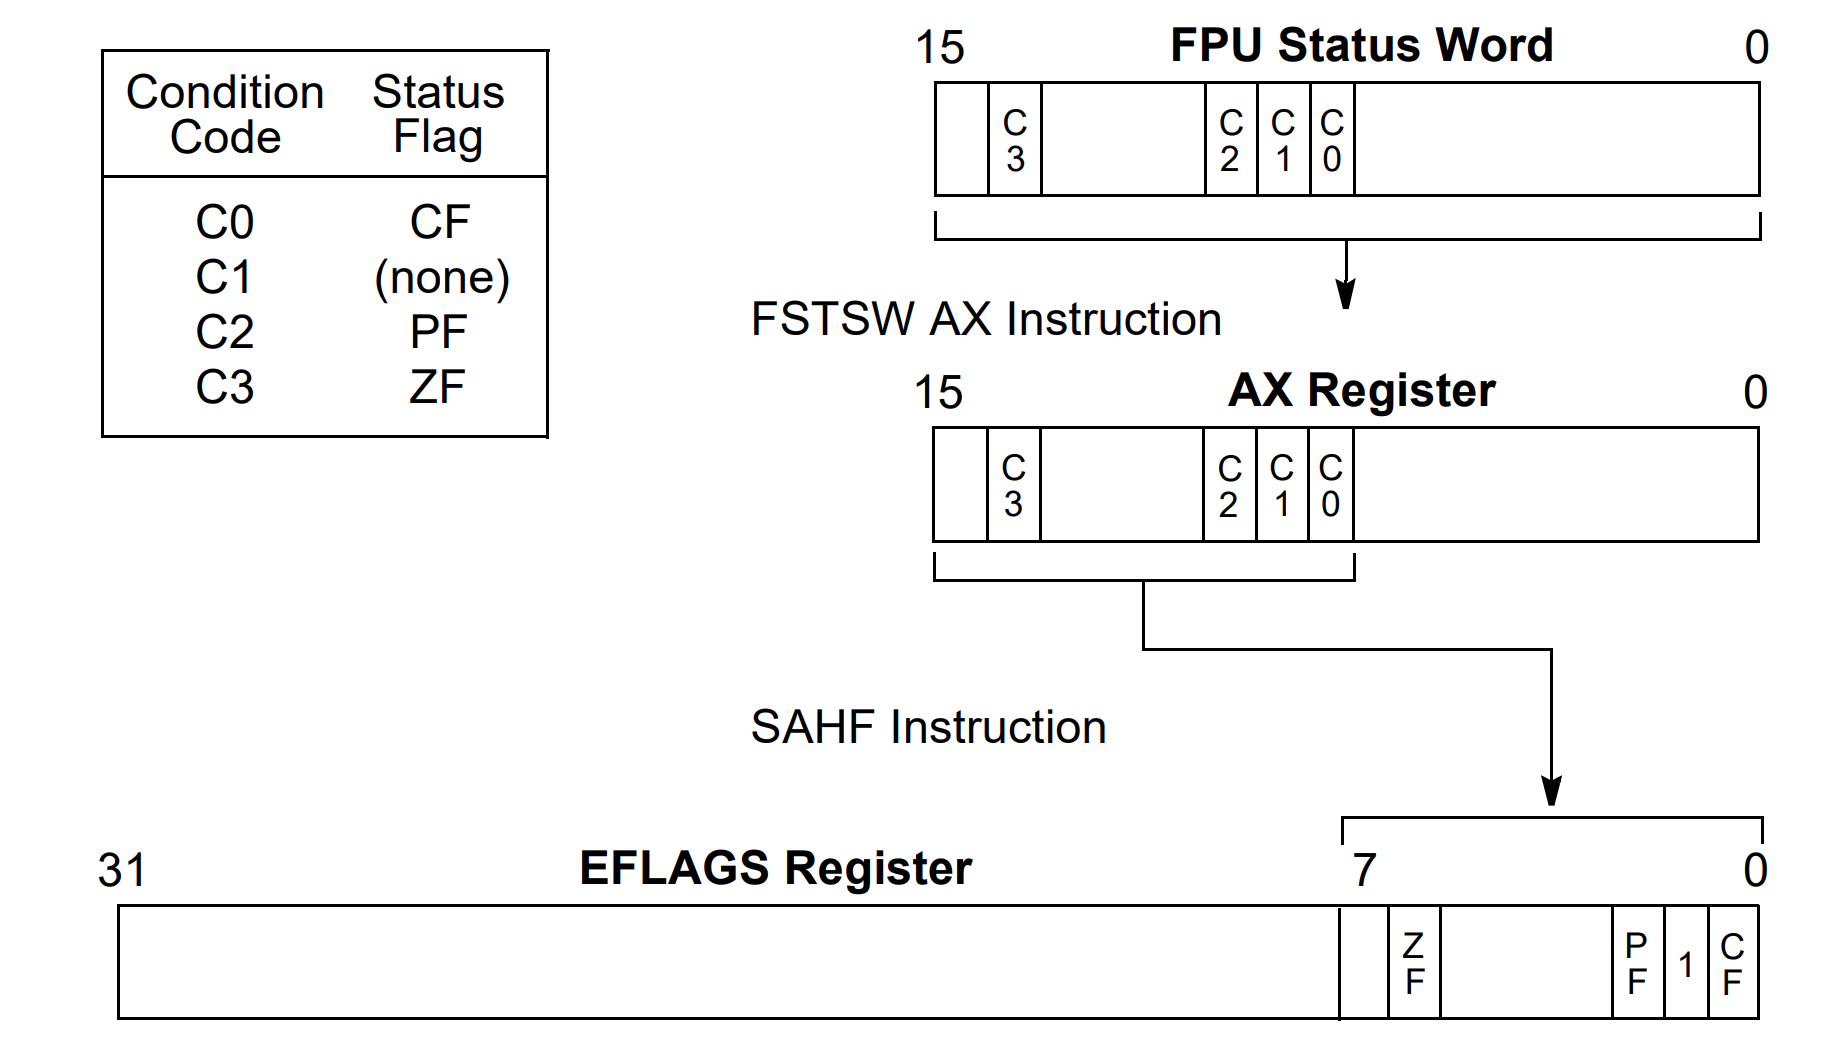 Condition Status
Code Flag
C0 CF
C1 (none)
C2 PF
C3 ZF
15 FPU Status Word 0
C3 C2 C1 C0
FSTSW AX Instruction
15 AX Register 0
C3 C2 C1 C0
SAHF Instruction
31 EFLAGS Register 7 0
ZF PF 1 CF